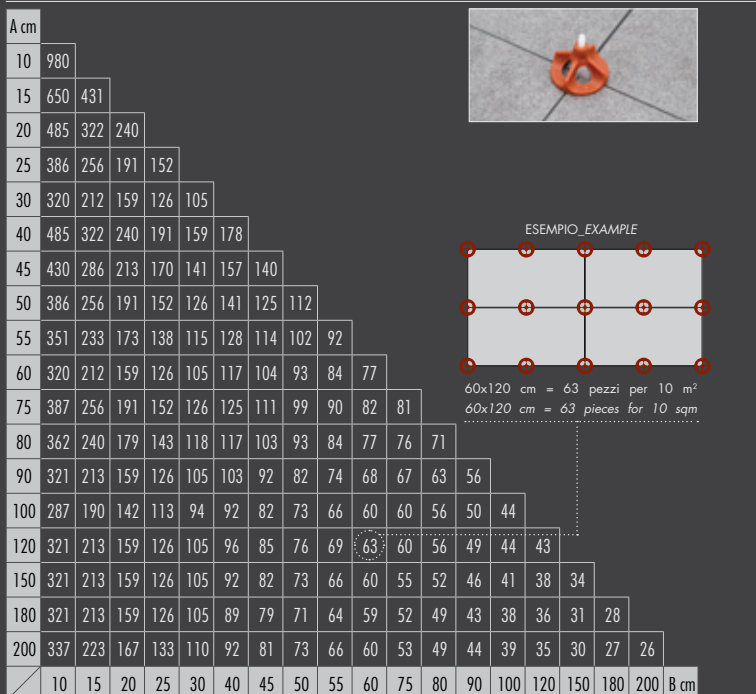 A cm
10 980
15 650 431
20 485 322 240
25 386 256 191 152
30 320 212 159 126 105
40 485 322 240 191 159 178
45 430 286 213 170 141 157 140
50 386 256 191 152 126 141 125 112
55 351 233 173 138 115 128 114 102 92
60 320 212 159 126 105 117 104 93 84 77
75 387 256 191 152 126 125 111 99 90 82 81
80 362 240 179 143 118 117 103 93 84 77 76 71
90 321 213 159 126 105 103 92 82 74 68 67 63 56
100 287 190 142 113 94 92 82 73 66 60 60 56 50 44
120 321 213 159 126 105 96 85 76 69 63 60 56 49 44 43
150 321 213 159 126 105 92 82 73 66 60 55 52 46 41 38 34
180 321 213 159 126 105 89 79 71 64 59 52 49 43 38 36 31 28
200 337 223 167 133 110 92 81 73 66 60 53 49 44 39 35 30 27 26
10 15 20 25 30 40 45 50 55 60 75 80 90 100 120 150 180 200 B cm
ESEMPIO_EXAMPLE
60x120 cm = 63 pezzi per 10 m²
60x120 cm = 63 pieces for 10 sqm